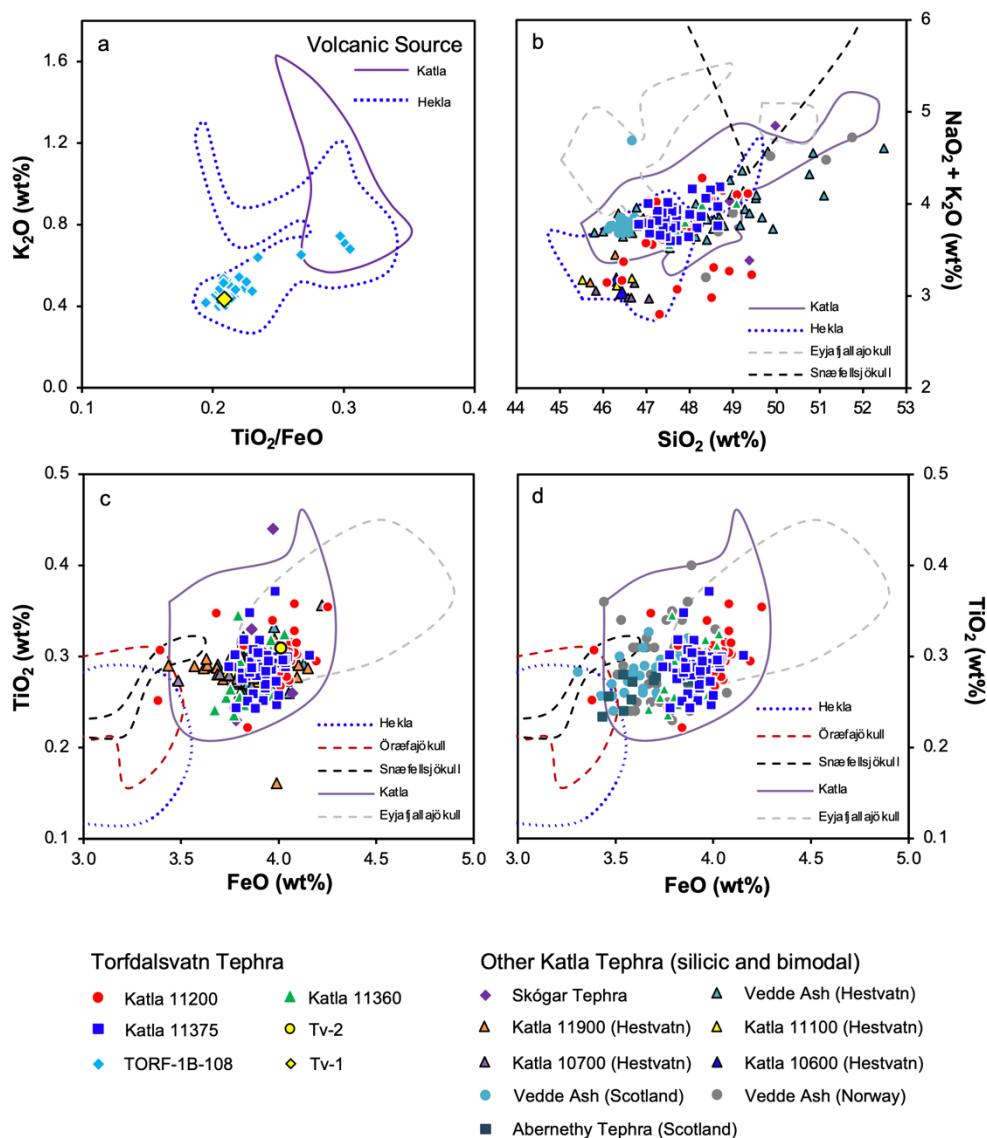 a
Volcanic Source
Katla
Hekla
1.6
1.2
0.8
0.4
0.0
0.1
0.2
0.3
0.4
K₂O (wt%)
TiO₂/FeO
b
6
5
4
3
2
44
45
46
47
48
49
50
51
52
53
Katla
Hekla
Eyjafjallajokull
Snæfellsjökull
NaO₂ + K₂O (wt%)
SiO₂ (wt%)
c
0.5
0.4
0.3
0.2
0.1
3.0
3.5
4.0
4.5
5.0
Hekla
Öræfajökull
Snæfellsjökull
Katla
Eyjafjallajökull
TiO₂ (wt%)
FeO (wt%)
d
0.5
0.4
0.3
0.2
0.1
3.0
3.5
4.0
4.5
5.0
Hekla
Öræfajökull
Snæfellsjökull
Katla
Eyjafjallajökull
TiO₂ (wt%)
FeO (wt%)
Torfdalsvatn Tephra
Katla 11200
Katla 11360
Katla 11375
Tv-2
TORF-1B-108
Tv-1
Other Katla Tephra (silicic and bimodal)
Skógar Tephra
Vedde Ash (Hestvatn)
Katla 11900 (Hestvatn)
Katla 11100 (Hestvatn)
Katla 10700 (Hestvatn)
Katla 10600 (Hestvatn)
Vedde Ash (Scotland)
Vedde Ash (Norway)
Abernethy Tephra (Scotland)